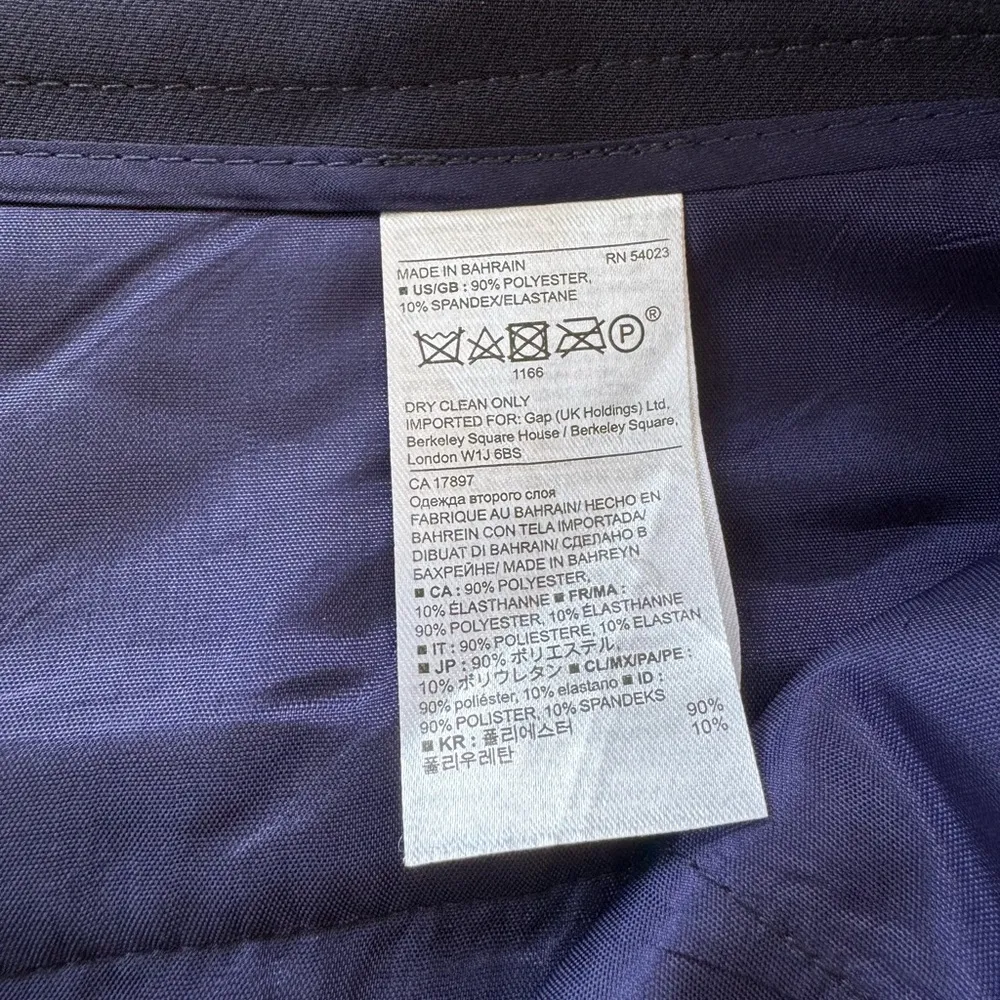 MADE IN BAHRAIN RN 54023
■ US/GB : 90% POLYESTER,
10% SPANDEX/ELASTANE
P ®
1166
DRY CLEAN ONLY
IMPORTED FOR: Gap (UK Holdings) Ltd,
Berkeley Square House / Berkeley Square,
London W1J 6BS
CA 17897
Одежда второго слоя
FABRIQUE AU BAHRAIN/ HECHO EN
BAHREIN CON TELA IMPORTADA/
DIBUAT DI BAHRAIN/ СДЕЛАНО В
БАХРЕЙНЕ/ MADE IN BAHREYN
■ CA : 90% POLYESTER,
10% ÉLASTHANNE ■ FR/MA :
90% POLYESTER, 10% ÉLASTHANNE
■ IT : 90% POLIESTERE, 10% ELASTAN
■ JP : 90% ポリエステル,
10% ポリウレタン ■ CL/MX/PA/PE :
90% poliéster, 10% elastano ■ ID :
90% POLISTER, 10% SPANDEKS
■ KR : 폴리에스터 90%
폴리우레탄 10%